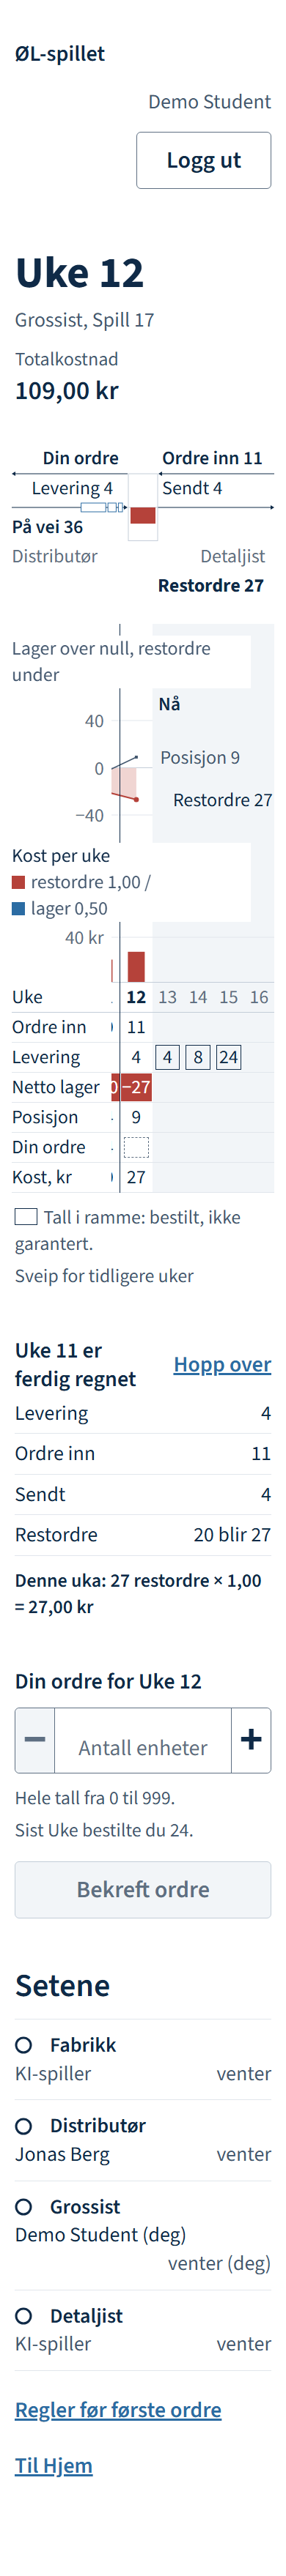 ØL-spillet
Demo Student
Logg ut
Uke 12
Grossist, Spill 17
Totalkostnad
109,00 kr
Din ordre
Ordre inn 11
Levering 4
Sendt 4
På vei 36
Distributør
Detaljist
Restordre 27
Lager over null, restordre
under
Nå
40
Posisjon 9
0
Restordre 27
−40
Kost per uke
restordre 1,00 /
lager 0,50
40 kr
Uke 12 13 14 15 16
Ordre inn 11
Levering 4 4 8 24
Netto lager −27
Posisjon 9
Din ordre
Kost, kr 27
Tall i ramme: bestilt, ikke
garantert.
Sveip for tidligere uker
Uke 11 er
ferdig regnet
Hopp over
Levering 4
Ordre inn 11
Sendt 4
Restordre 20 blir 27
Denne uka: 27 restordre × 1,00
= 27,00 kr
Din ordre for Uke 12
− Antall enheter +
Hele tall fra 0 til 999.
Sist Uke bestilte du 24.
Bekreft ordre
Setene
Fabrikk
KI-spiller venter
Distributør
Jonas Berg venter
Grossist
Demo Student (deg)
venter (deg)
Detaljist
KI-spiller venter
Regler før første ordre
Til Hjem